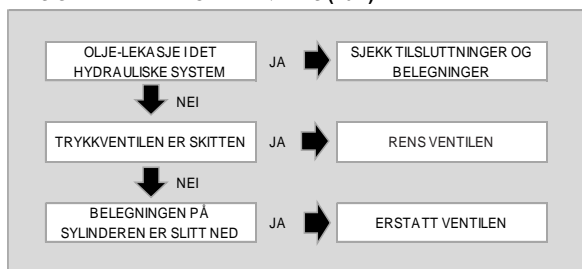 OLJE-LEKASJE I DET
HYDRAULISKE SYSTEM
JA
SJEKK TILSLUTTNINGER OG
BELEGNINGER
NEI
TRYKKVENTILEN ER SKITTEN
JA
RENS VENTILEN
NEI
BELEGNINGEN PÅ
SYLINDEREN ER SLITT NED
JA
ERSTATT VENTILEN